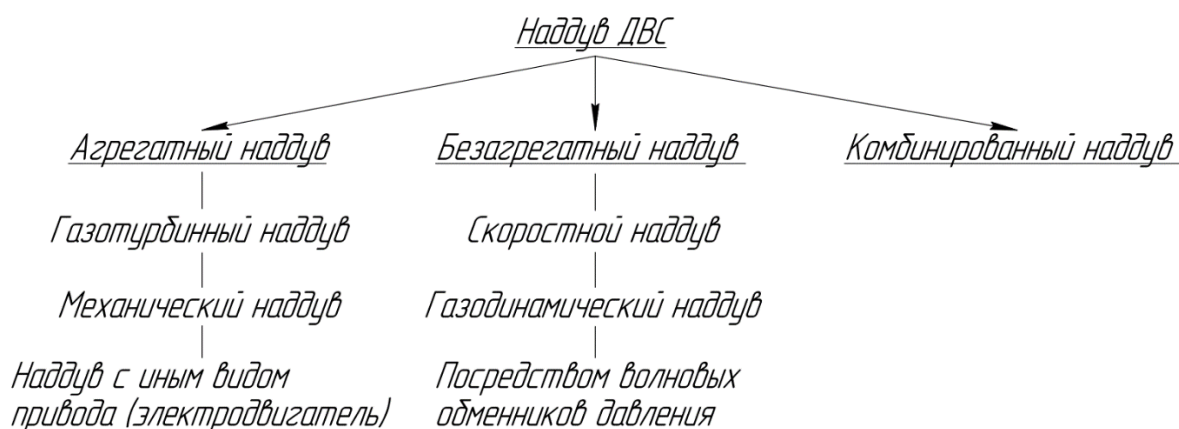 Наддув ДВС
Агрегатный наддув
Безагрегатный наддув
Комбинированный наддув
Газотурбинный наддув
Скоростной наддув
Механический наддув
Газодинамический наддув
Наддув с иным видом
привода (электродвигатель)
Посредством волновых
обменников давления